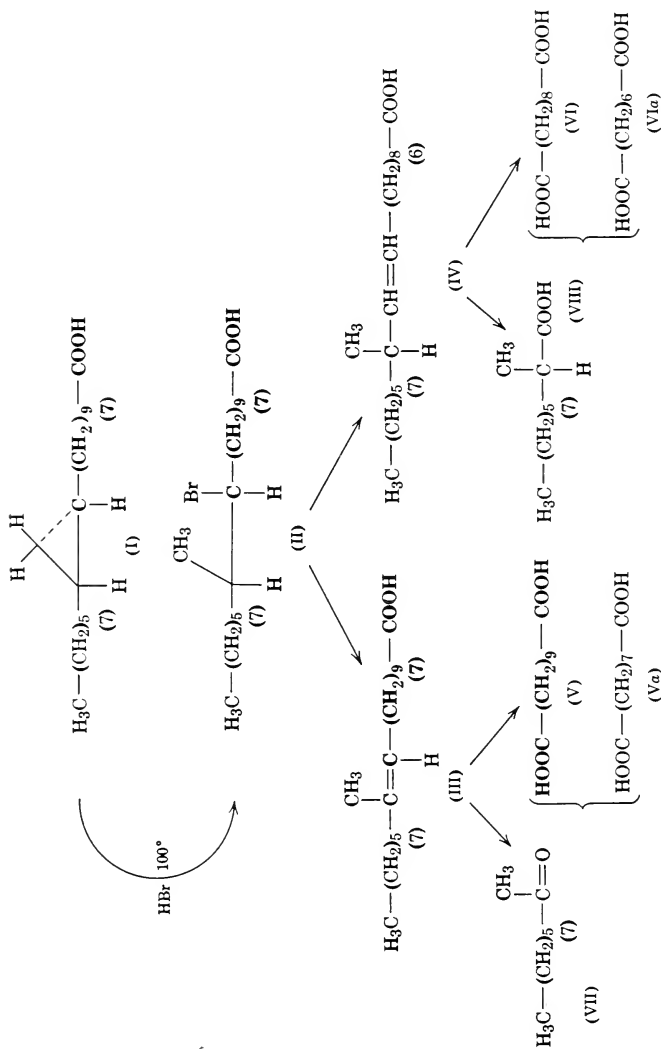 H H
H₃C—(CH₂)₅ C—(CH₂)₉—COOH
(7) H H (7)
(I)
HBr 100°
CH₃ Br
H₃C—(CH₂)₅ C—(CH₂)₉—COOH
(7) H H (7)
(II)
CH₃
H₃C—(CH₂)₅—C=C—(CH₂)₉—COOH
(7) H (7)
(III)
CH₃
H₃C—(CH₂)₅—C—CH=CH—(CH₂)₈—COOH
(7) H (6)
(IV)
CH₃
H₃C—(CH₂)₅—C=O
(7)
(VII)
HOOC—(CH₂)₉—COOH
(V)
HOOC—(CH₂)₇—COOH
(Va)
CH₃
H₃C—(CH₂)₅—C—COOH
(7) H (VIII)
HOOC—(CH₂)₈—COOH
(VI)
HOOC—(CH₂)₆—COOH
(VIa)